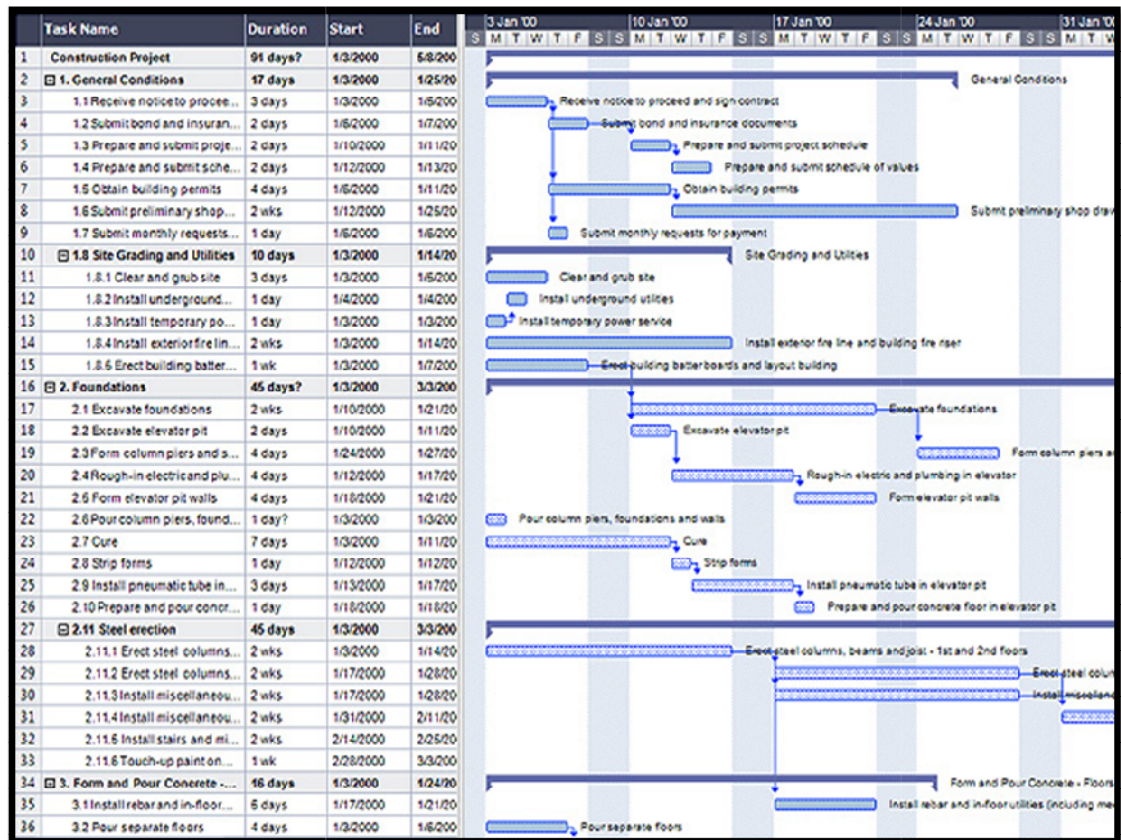 Task Name Duration Start End 3 Jan '00 10 Jan '00 17 Jan '00 24 Jan '00 31 Jan '0
S M T W T F S S M T W T F S S M T W T F S S M T W T F S S M T W
1 Construction Project 91 days? 1/3/2000 5/8/200
2 1. General Conditions 17 days 1/3/2000 1/25/20 General Conditions
3 1.1 Receive notice to procee... 3 days 1/3/2000 1/5/200 Receive notice to proceed and sign contract
4 1.2 Submit bond and insuran... 2 days 1/6/2000 1/7/200 Submit bond and insurance documents
5 1.3 Prepare and submit proje... 2 days 1/10/2000 1/11/20 Prepare and submit project schedule
6 1.4 Prepare and submit sche... 2 days 1/12/2000 1/13/20 Prepare and submit schedule of values
7 1.5 Obtain building permits 4 days 1/6/2000 1/11/20 Obtain building permits
8 1.6 Submit preliminary shop... 2 wks 1/12/2000 1/25/20 Submit preliminary shop draw
9 1.7 Submit monthly requests... 1 day 1/6/2000 1/6/200 Submit monthly requests for payment
10 1.8 Site Grading and Utilities 10 days 1/3/2000 1/14/20 Site Grading and Utilities
11 1.8.1 Clear and grub site 3 days 1/3/2000 1/5/200 Clear and grub site
12 1.8.2 Install underground... 1 day 1/4/2000 1/4/200 Install underground utilities
13 1.8.3 Install temporary po... 1 day 1/3/2000 1/3/200 Install temporary power service
14 1.8.4 Install exterior fire lin... 2 wks 1/3/2000 1/14/20 Install exterior fire line and building fire riser
15 1.8.5 Erect building batter... 1 wk 1/3/2000 1/7/200 Erect building batter boards and layout building
16 2. Foundations 45 days? 1/3/2000 3/3/200
17 2.1 Excavate foundations 2 wks 1/10/2000 1/21/20 Excavate foundations
18 2.2 Excavate elevator pit 2 days 1/10/2000 1/11/20 Excavate elevator pit
19 2.3 Form column piers and s... 4 days 1/24/2000 1/27/20 Form column piers a
20 2.4 Rough-in electric and plu... 4 days 1/12/2000 1/17/20 Rough-in electric and plumbing in elevator
21 2.5 Form elevator pit walls 4 days 1/18/2000 1/21/20 Form elevator pit walls
22 2.6 Pour column piers, found... 1 day? 1/3/2000 1/3/200 Pour column piers, foundations and walls
23 2.7 Cure 7 days 1/3/2000 1/11/20 Cure
24 2.8 Strip forms 1 day 1/12/2000 1/12/20 Strip forms
25 2.9 Install pneumatic tube in... 3 days 1/13/2000 1/17/20 Install pneumatic tube in elevator pit
26 2.10 Prepare and pour concr... 1 day 1/18/2000 1/18/20 Prepare and pour concrete floor in elevator pit
27 2.11 Steel erection 45 days 1/3/2000 3/3/200
28 2.11.1 Erect steel columns... 2 wks 1/3/2000 1/14/20 Erect steel columns, beams and joist - 1st and 2nd floors
29 2.11.2 Erect steel columns... 2 wks 1/17/2000 1/28/20 Erect steel colun
30 2.11.3 Install miscellaneou... 2 wks 1/17/2000 1/28/20 Install miscellane
31 2.11.4 Install miscellaneou... 2 wks 1/31/2000 2/11/20
32 2.11.5 Install stairs and mi... 2 wks 2/14/2000 2/25/20
33 2.11.6 Touch-up paint on... 1 wk 2/28/2000 3/3/200
34 3. Form and Pour Concrete -... 16 days 1/3/2000 1/24/20 Form and Pour Concrete - Floors
35 3.1 Install rebar and in-floor... 5 days 1/17/2000 1/21/20 Install rebar and in-floor utilities (including me
36 3.2 Pour separate floors 4 days 1/3/2000 1/6/200 Pour separate floors